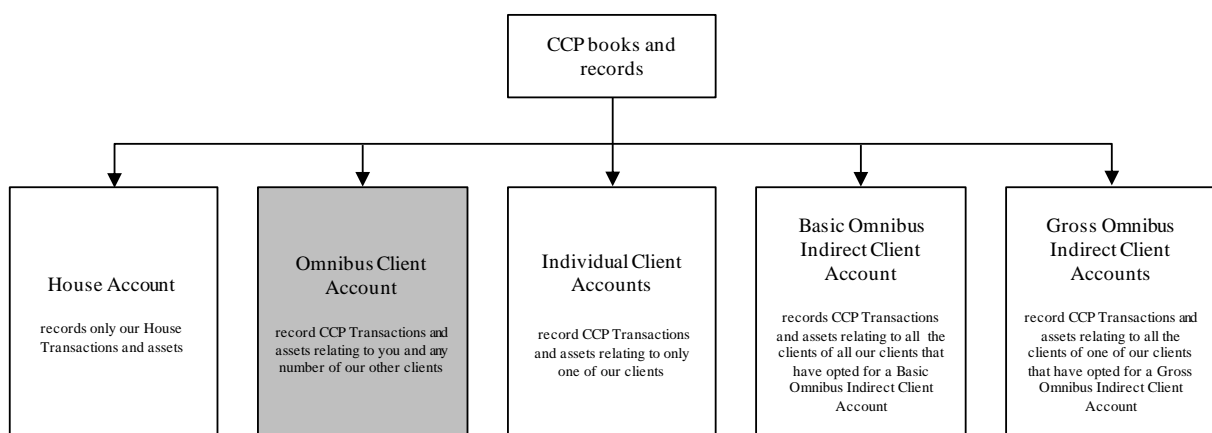 CCP books and
records
House Account
records only our House
Transactions and assets
Omnibus Client
Account
record CCP Transactions and
assets relating to you and any
number of our other clients
Individual Client
Accounts
record CCP Transactions
and assets relating to only
one of our clients
Basic Omnibus
Indirect Client
Account
records CCP Transactions
and assets relating to all the
clients of all our clients that
have opted for a Basic
Omnibus Indirect Client
Account
Gross Omnibus
Indirect Client
Accounts
record CCP Transactions and
assets relating to all the
clients of one of our clients
that have opted for a Gross
Omnibus Indirect Client
Account